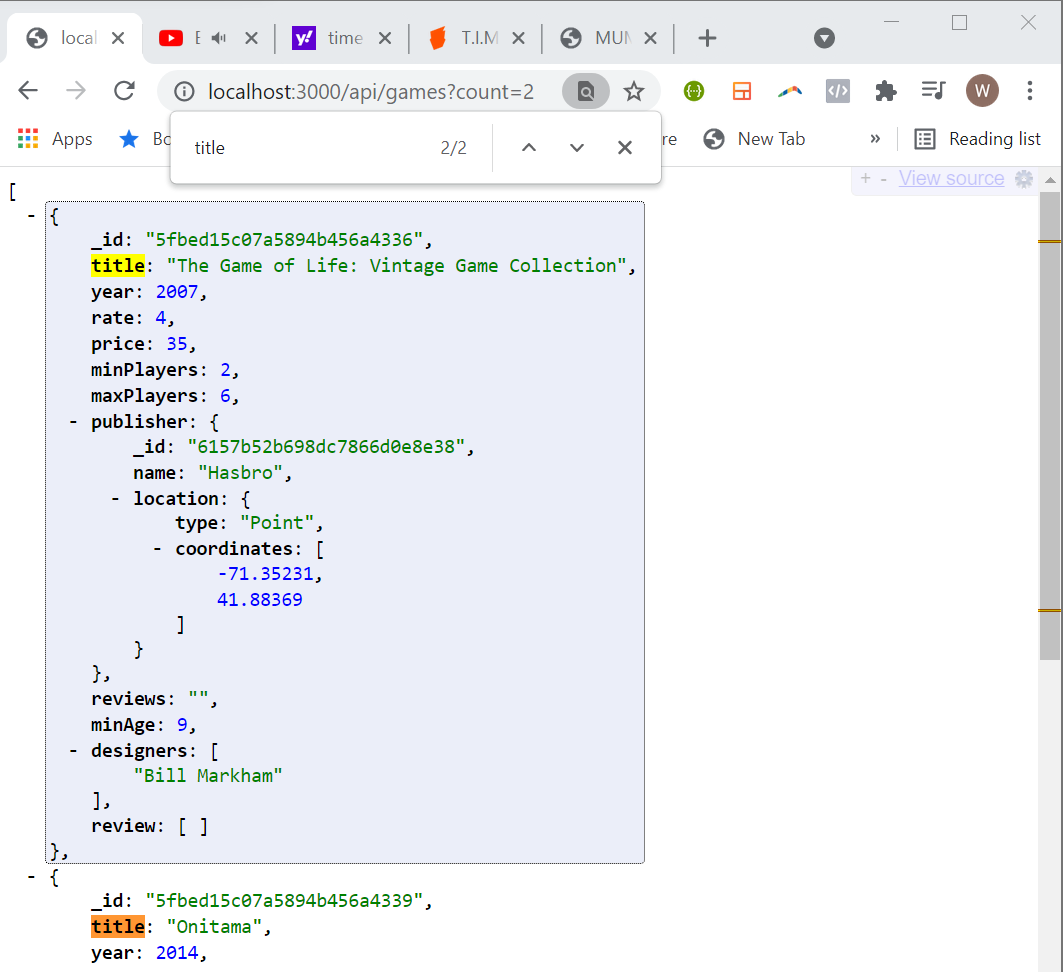 local
E
time
T.I.M
MUM
localhost:3000/api/games?count=2
W
Apps
Bo
re
New Tab
»
Reading list
title 2/2
+ - View source
[
- {
_id: "5fbed15c07a5894b456a4336",
title: "The Game of Life: Vintage Game Collection",
year: 2007,
rate: 4,
price: 35,
minPlayers: 2,
maxPlayers: 6,
- publisher: {
_id: "6157b52b698dc7866d0e8e38",
name: "Hasbro",
- location: {
type: "Point",
- coordinates: [
-71.35231,
41.88369
]
}
},
reviews: "",
minAge: 9,
- designers: [
"Bill Markham"
],
review: [ ]
},
- {
_id: "5fbed15c07a5894b456a4339",
title: "Onitama",
year: 2014,